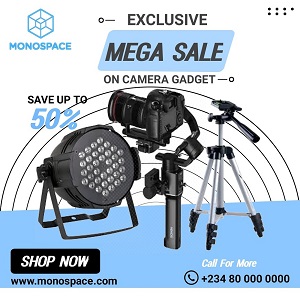 MONOSPACE
EXCLUSIVE
MEGA SALE
ON CAMERA GADGET
SAVE UP TO
50%
SHOP NOW
www.monospace.com
Call For More
+234 80 000 0000